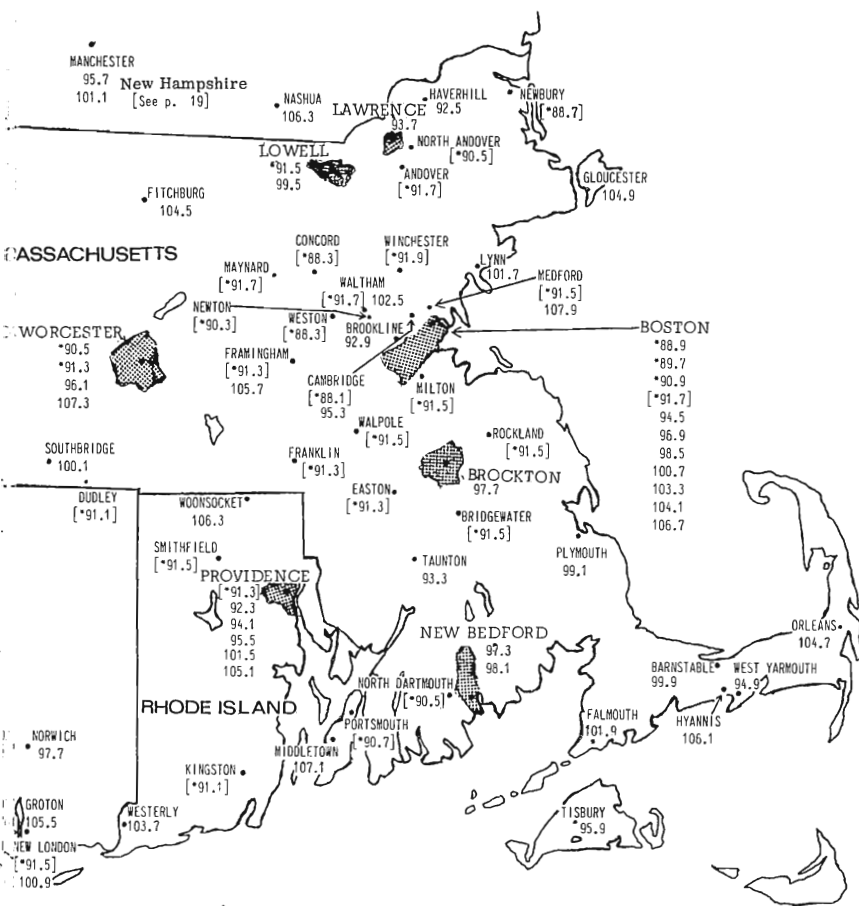 MANCHESTER
95.7
101.1
New Hampshire
[See p. 19]
NASHUA
106.3
HAVERHILL
92.5
NEWBURY
[*88.7]
LAWRENCE
93.7
NORTH ANDOVER
[*90.5]
LOWELL
*91.5
99.5
ANDOVER
[*91.7]
GLOUCESTER
104.9
FITCHBURG
104.5
ASSACHUSETTS
CONCORD
[*88.3]
WINCHESTER
[*91.9]
LYNN
101.7
MAYNARD
[*91.7]
MEDFORD
[*91.5]
107.9
WALTHAM
[*91.7] 102.5
NEWTON
[*90.3]
WESTON
[*88.3]
BROOKLINE
92.9
WORCESTER
*90.5
*91.3
96.1
107.3
BOSTON
*88.9
*89.7
*90.9
[*91.7]
94.5
96.9
98.5
100.7
103.3
104.1
106.7
FRAMINGHAM
[*91.3]
105.7
CAMBRIDGE
[*88.1]
95.3
MILTON
[*91.5]
WALPOLE
[*91.5]
ROCKLAND
[*91.5]
SOUTHBRIDGE
100.1
FRANKLIN
[*91.3]
BROCKTON
97.7
DUDLEY
[*91.1]
WOONSOCKET
106.3
EASTON
[*91.3]
BRIDGEWATER
[*91.5]
SMITHFIELD
[*91.5]
TAUNTON
93.3
PLYMOUTH
99.1
PROVIDENCE
[*91.3]
92.3
94.1
95.5
101.5
105.1
NEW BEDFORD
97.3
98.1
ORLEANS
104.7
BARNSTABLE
99.9
WEST YARMOUTH
94.9
NORTH DARTMOUTH
[*90.5]
HYANNIS
106.1
RHODE ISLAND
PORTSMOUTH
[*90.7]
FALMOUTH
101.9
NORWICH
97.7
MIDDLETOWN
107.1
KINGSTON
[*91.1]
GROTON
105.5
WESTERLY
103.7
TISBURY
95.9
NEW LONDON
[*91.5]
100.9